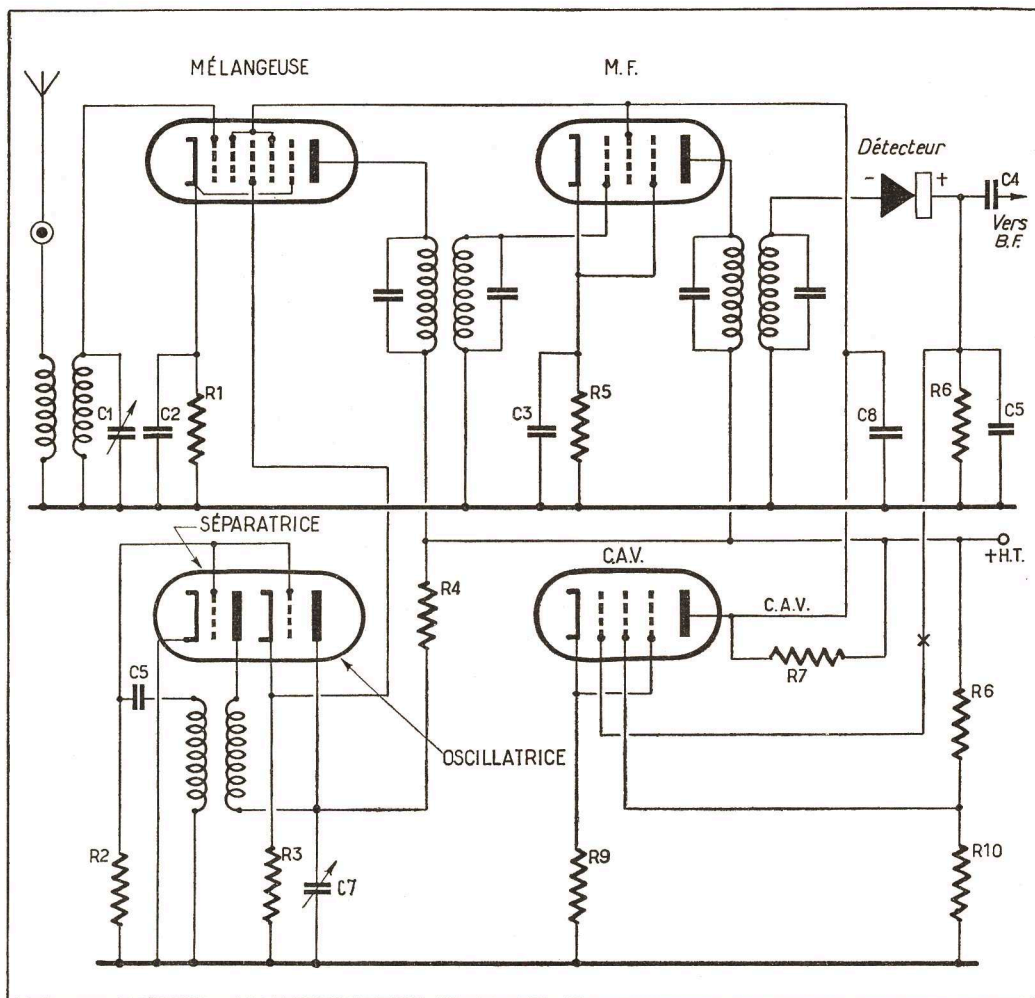 MÉLANGEUSE
M.F.
Détecteur
- +
C4
Vers
B.F.
C1
C2
R1
C3
R5
C8
R6
C5
SÉPARATRICE
+H.T.
C.A.V.
R4
C.A.V.
R7
C5
R6
OSCILLATRICE
R2
R3
C7
R9
R10